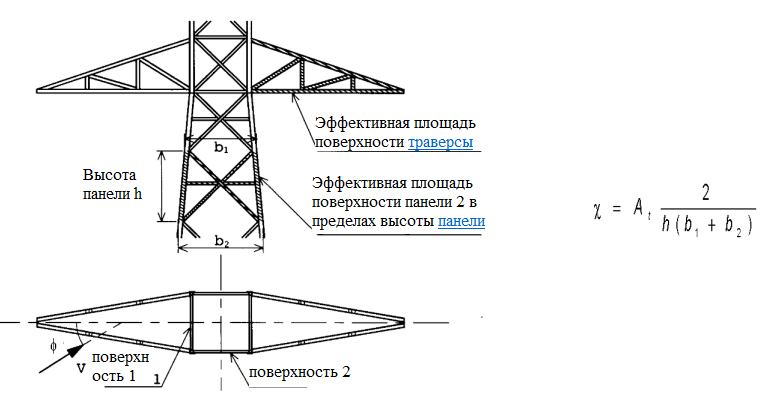 Эффективная площадь
поверхности траверсы
b₁
Высота
панели h
Эффективная площадь
поверхности панели 2 в
пределах высоты панели
b₂
χ = A t 2 / h ( b₁ + b₂ )
ϕ
V
поверхн
ость 1 1
поверхность 2